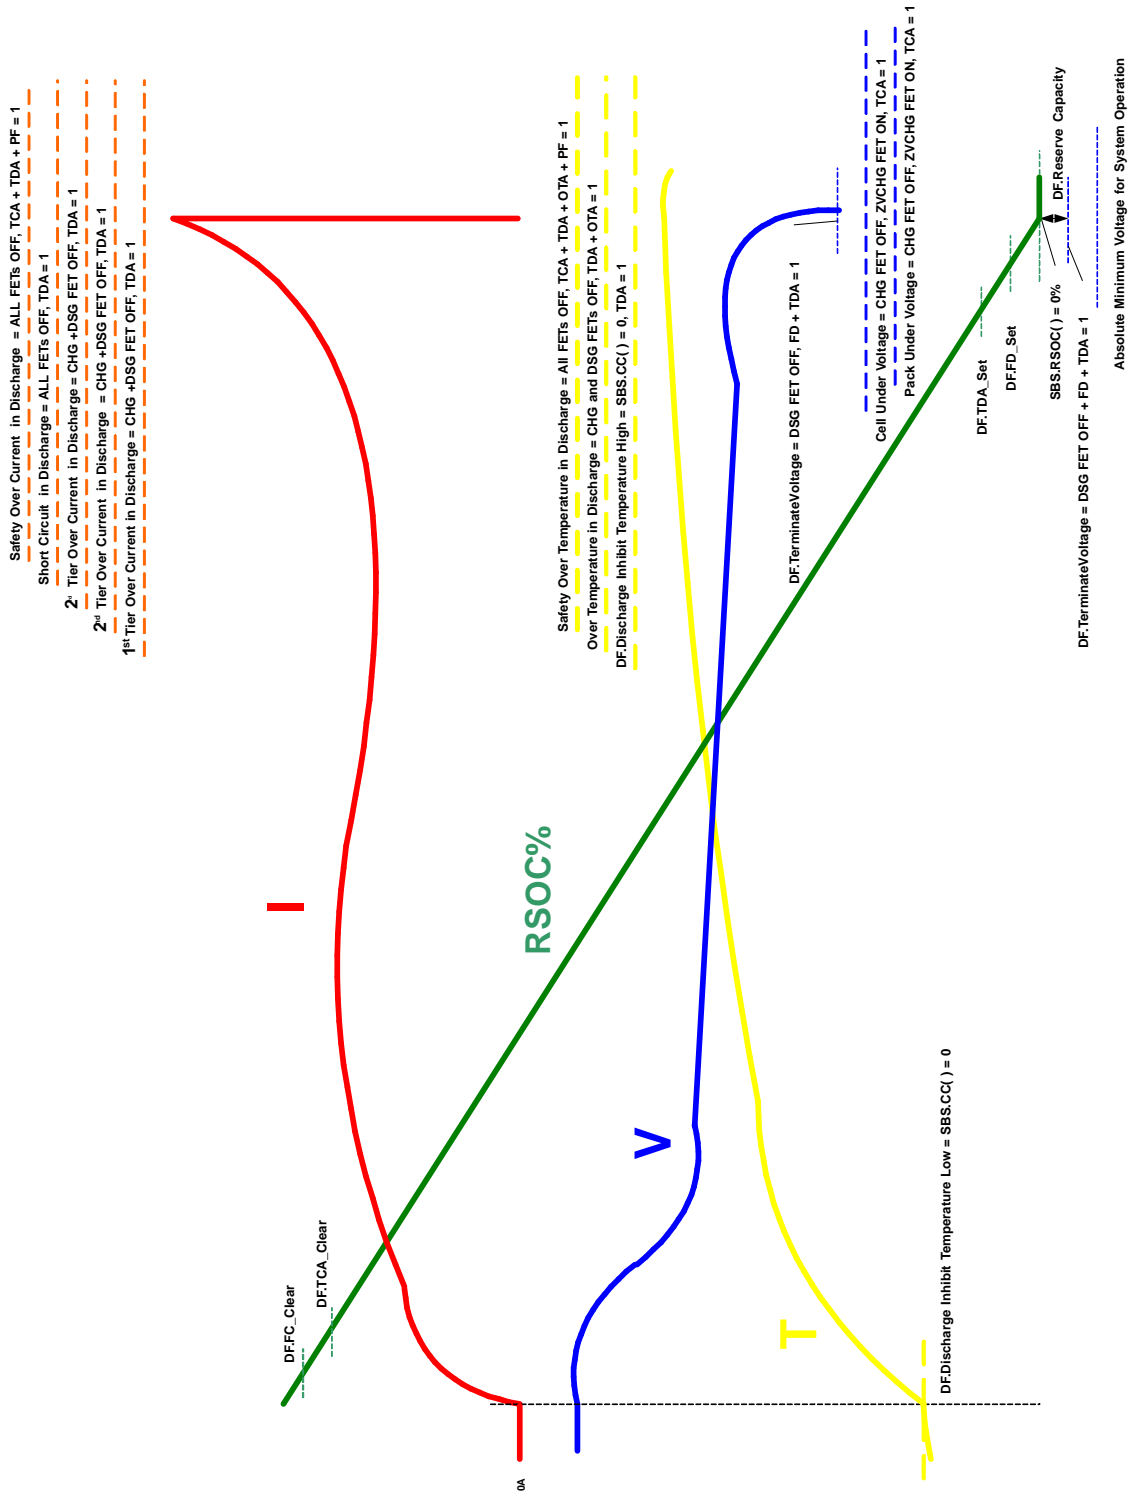 Safety Over Current in Discharge = ALL FETs OFF, TCA + TDA + PF = 1
Short Circuit in Discharge = ALL FETs OFF, TDA = 1
2d Tier Over Current in Discharge = CHG +DSG FET OFF, TDA = 1
2nd Tier Over Current in Discharge = CHG +DSG FET OFF, TDA = 1
1st Tier Over Current in Discharge = CHG +DSG FET OFF, TDA = 1
I
DF.FC_Clear
DF.TCA_Clear
0A
RSOC%
Safety Over Temperature in Discharge = All FETs OFF, TCA + TDA + OTA + PF = 1
Over Temperature in Discharge = CHG and DSG FETs OFF, TDA + OTA = 1
DF.Discharge Inhibit Temperature High = SBS.CC( ) = 0, TDA = 1
V
T
DF.TerminateVoltage = DSG FET OFF, FD + TDA = 1
Cell Under Voltage = CHG FET OFF, ZVCHG FET ON, TCA = 1
Pack Under Voltage = CHG FET OFF, ZVCHG FET ON, TCA = 1
DF.Discharge Inhibit Temperature Low = SBS.CC( ) = 0
DF.TDA_Set
DF.FD_Set
SBS.RSOC( ) = 0%
DF.Reserve Capacity
DF.TerminateVoltage = DSG FET OFF + FD + TDA = 1
Absolute Minimum Voltage for System Operation